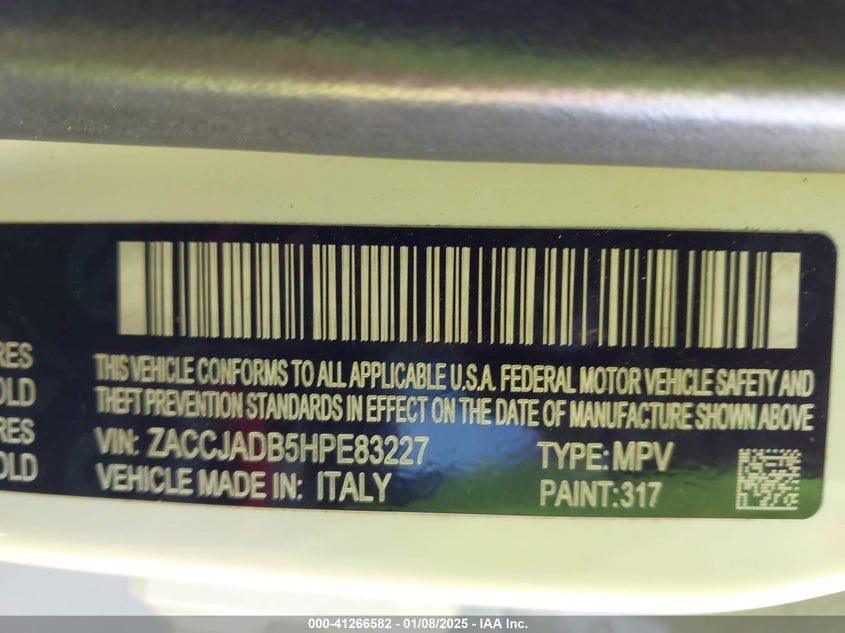 RES
OLD
RES
OLD
THIS VEHICLE CONFORMS TO ALL APPLICABLE U.S.A. FEDERAL MOTOR VEHICLE SAFETY AND
THEFT PREVENTION STANDARDS IN EFFECT ON THE DATE OF MANUFACTURE SHOWN ABOVE
VIN: ZACCJADB5HPE83227 TYPE: MPV
VEHICLE MADE IN: ITALY PAINT:317
000-41266582 - 01/08/2025 - IAA Inc.